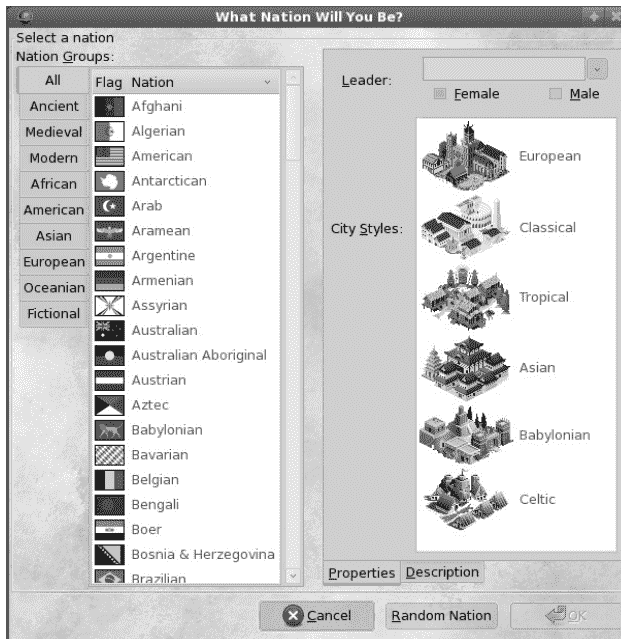 What Nation Will You Be?
Select a nation
Nation Groups:
All
Ancient
Medieval
Modern
African
American
Asian
European
Oceanian
Fictional
Flag Nation
Afghani
Algerian
American
Antarctican
Arab
Aramean
Argentine
Armenian
Assyrian
Australian
Australian Aboriginal
Austrian
Aztec
Babylonian
Bavarian
Belgian
Bengali
Boer
Bosnia & Herzegovina
Brazilian
Leader:
Female Male
City Styles:
European
Classical
Tropical
Asian
Babylonian
Celtic
Properties Description
Cancel Random Nation OK